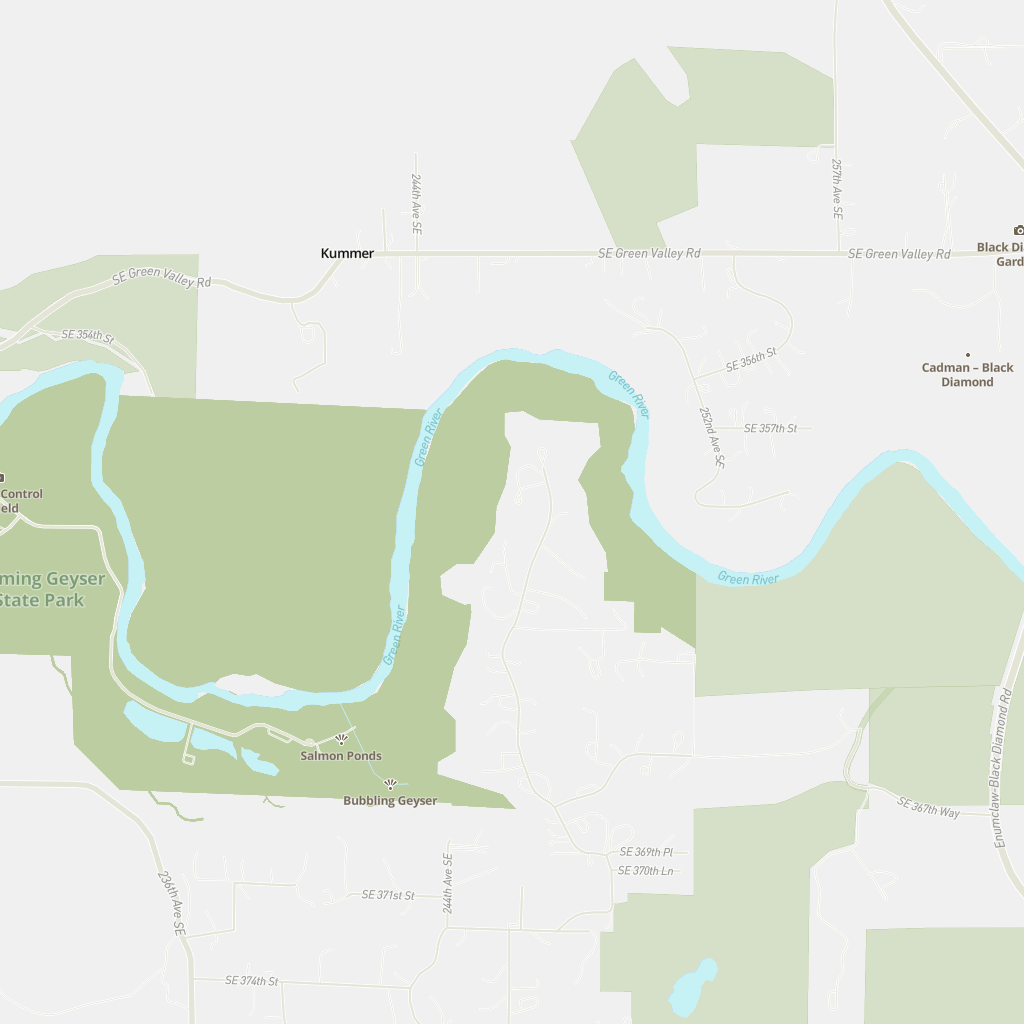 244th Ave SE
257th Ave SE
Kummer
SE Green Valley Rd
SE Green Valley Rd
Black Di
Gard
SE Green Valley Rd
SE 354th St
SE 356th St
Cadman – Black
Diamond
Green River
Green River
252nd Ave SE
SE 357th St
Control
eld
Green River
ming Geyser
State Park
Green River
Salmon Ponds
Bubbling Geyser
Enumclaw-Black Diamond Rd
SE 367th Way
SE 369th Pl
SE 370th Ln
244th Ave SE
SE 371st St
236th Ave SE
SE 374th St